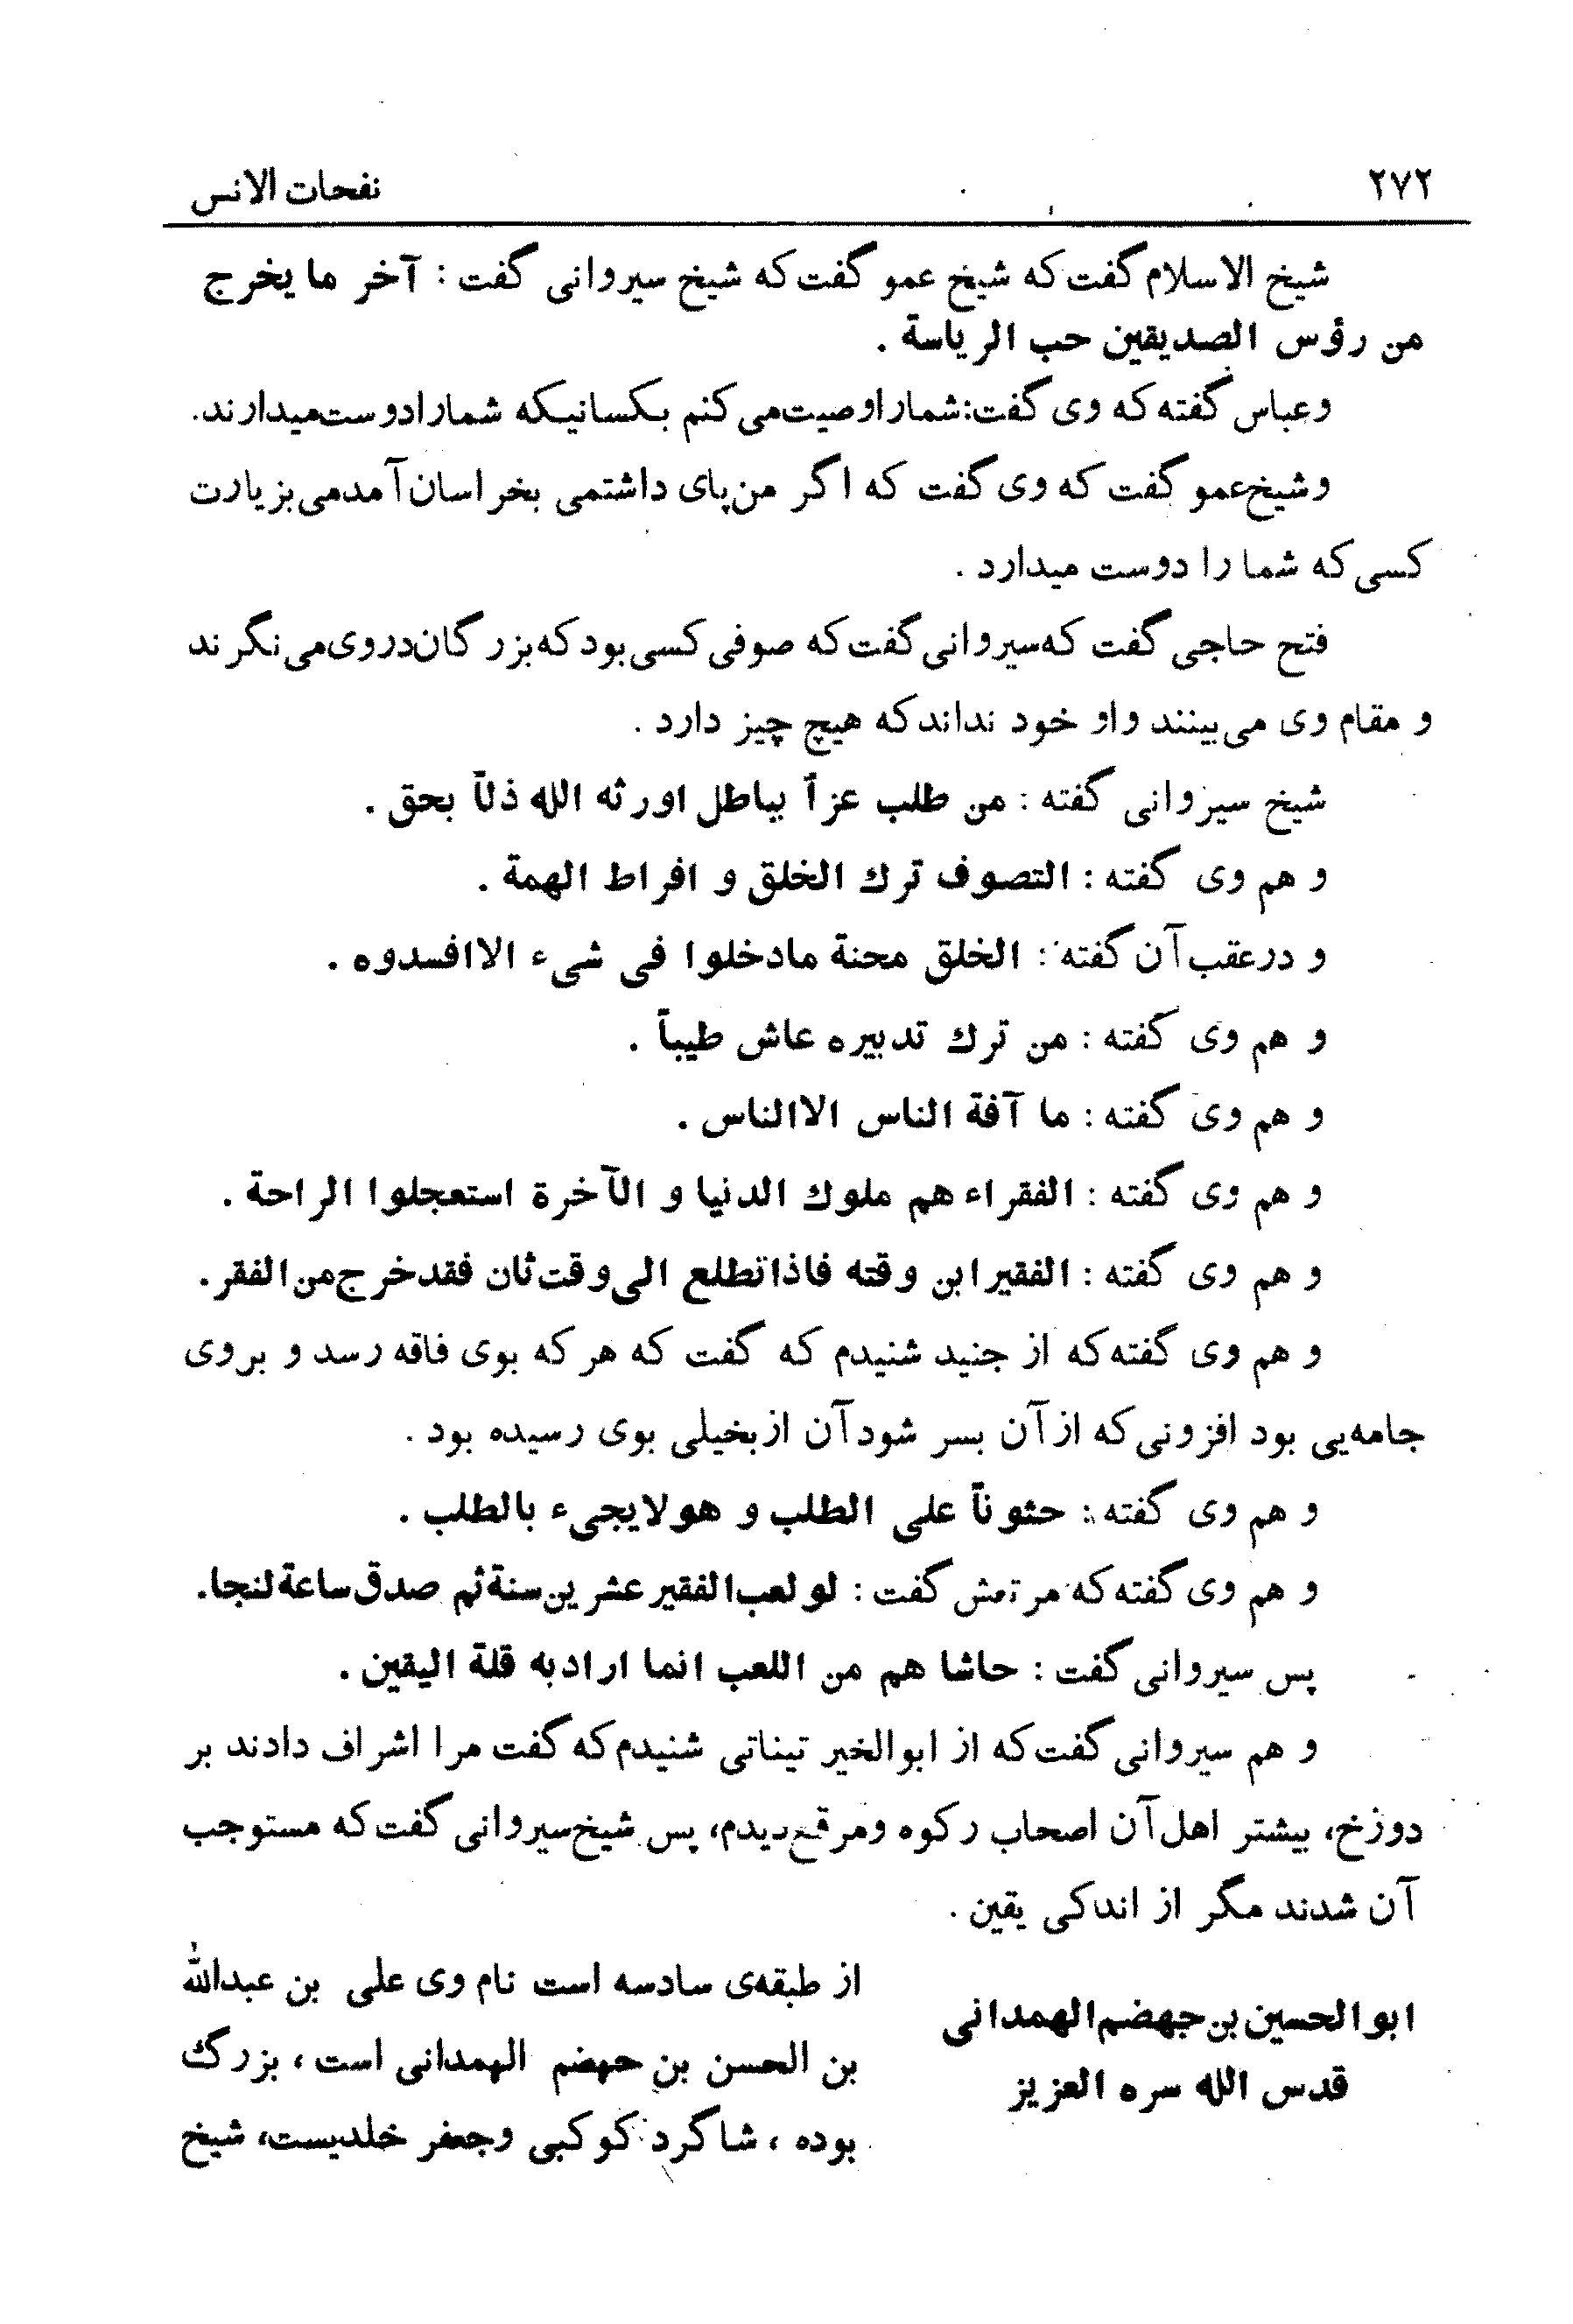 ۲۷۲
نفحات الانس
شیخ الاسلام گفت که شیخ عمو گفت که شیخ سیروانی گفت : آخر ما یخرج
من رؤس الصدیقین حب الریاسة .
وعباس گفته که وی گفت: شمارا وصیت می کنم بکسانیکه شمارا دوست میدارند.
وشیخ عمو گفت که وی گفت که اگر من پای داشتمی بخراسان آمدمی بزیارت
کسی که شما را دوست میدارد .
فتح حاجی گفت که سیروانی گفت که صوفی کسی بود که بزرگان دروی می نگرند
و مقام وی می بینند واو خود نداند که هیچ چیز دارد .
شیخ سیروانی گفته : من طلب عزاً بباطل اورثه الله ذلاً بحق .
و هم وی گفته : التصوف ترك الخلق و افراط الهمة .
و درعقب آن گفته : الخلق محنة مادخلوا فی شیء الاافسدوه .
و هم وی گفته : من ترك تدبیره عاش طیباً .
و هم وی گفته : ما آفة الناس الاالناس .
و هم وی گفته : الفقراء هم ملوك الدنیا و الآخرة استعجلوا الراحة .
و هم وی گفته : الفقیر ابن وقته فاذا تطلع الی وقت ثان فقد خرج من الفقر .
و هم وی گفته که از جنید شنیدم که گفت که هر که بوی فاقه رسد و بروی
جامه یی بود افزونی که از آن بسر شود آن از بخیلی بوی رسیده بود .
و هم وی گفته : حثوناً علی الطلب و هولایجیء بالطلب .
و هم وی گفته که مرتعش گفت : لو لعب الفقیر عشرین سنة ثم صدق ساعة لنجا.
پس سیروانی گفت : حاشا هم من اللعب انما ارادبه قلة الیقین .
و هم سیروانی گفت که از ابوالخیر تیناتی شنیدم که گفت مرا اشراف دادند بر
دوزخ، بیشتر اهل آن اصحاب رکوه ومرقع دیدم، پس شیخ سیروانی گفت که مستوجب
آن شدند مگر از اندکی یقین .
ابوالحسین بن جهضم الهمدانی
قدس الله سره العزیز
از طبقه‌ی سادسه است نام وی علی بن عبدالله
بن الحسن بن جهضم الهمدانی است ، بزرگ
بوده ، شاگرد کوکبی وجعفر خلدیست، شیخ